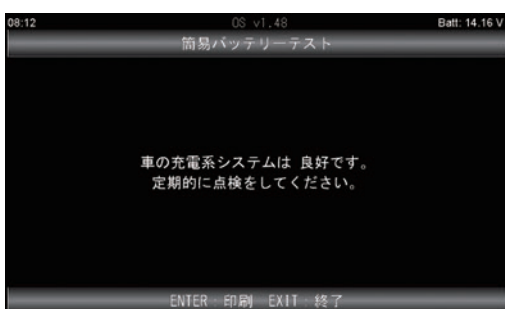 08:12 OS v1.48 Batt: 14.16 V
簡易バッテリーテスト
車の充電系システムは 良好です。
定期的に点検をしてください。
ENTER：印刷 EXIT：終了